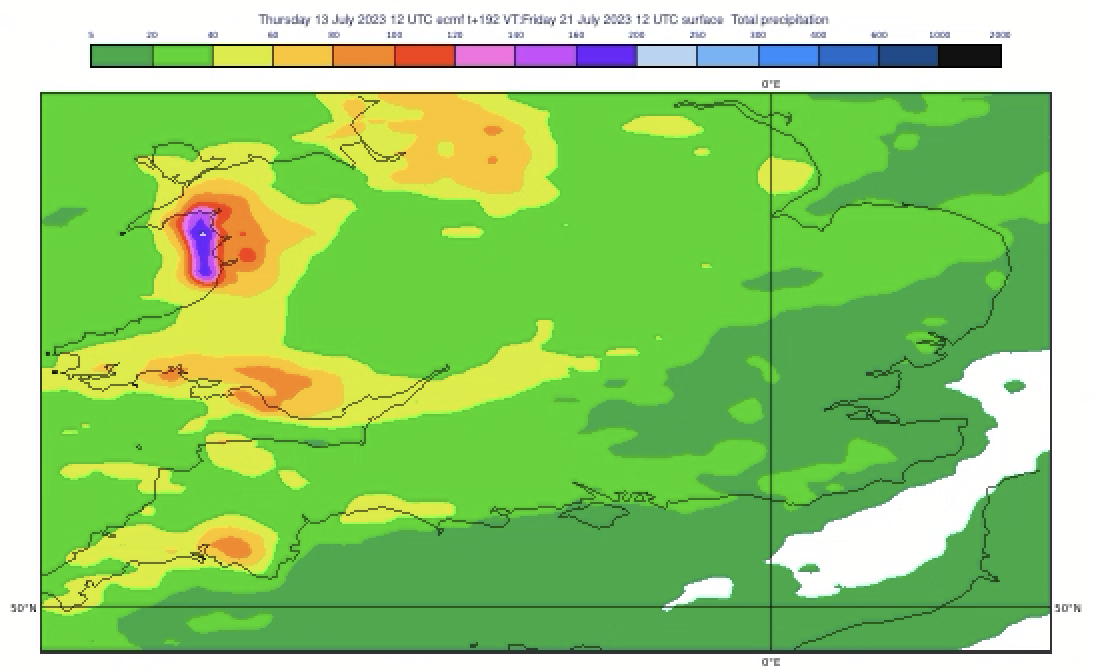 Thursday 13 July 2023 12 UTC ecmf t+192 VT:Friday 21 July 2023 12 UTC surface Total precipitation
5 20 40 60 80 100 120 140 160 200 250 300 400 600 1000 2000
0°E
50°N 50°N
0°E